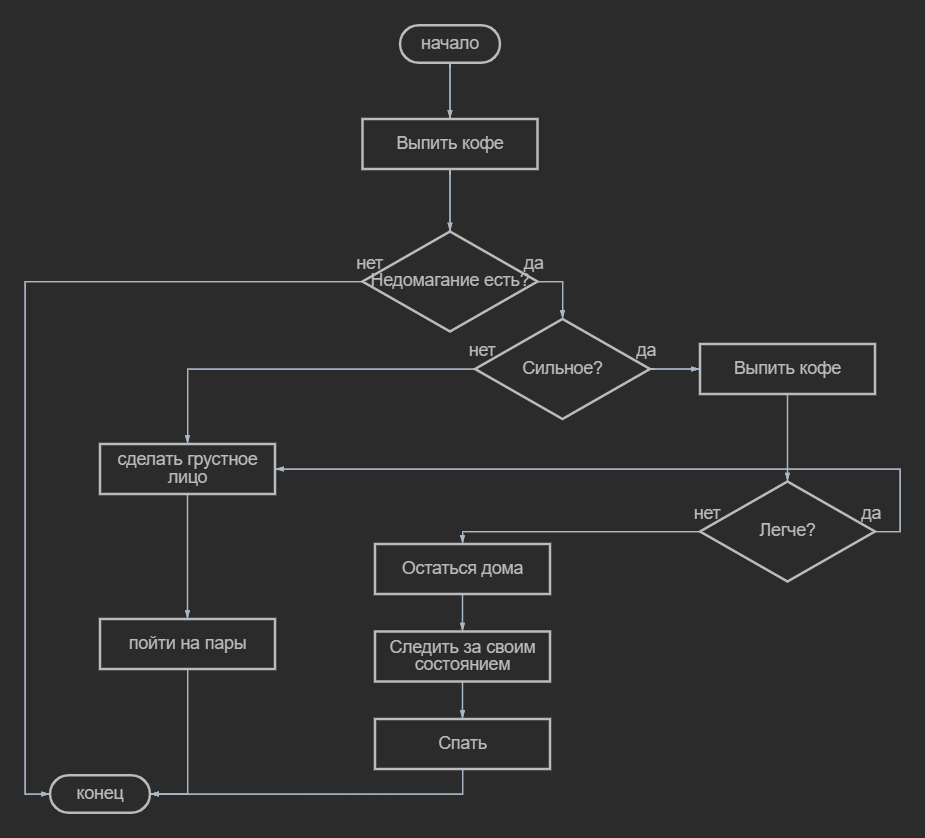 начало
Выпить кофе
нет
да
Недомагание есть?
нет
да
Сильное?
Выпить кофе
сделать грустное
лицо
нет
да
Легче?
Остаться дома
пойти на пары
Следить за своим
состоянием
Спать
конец